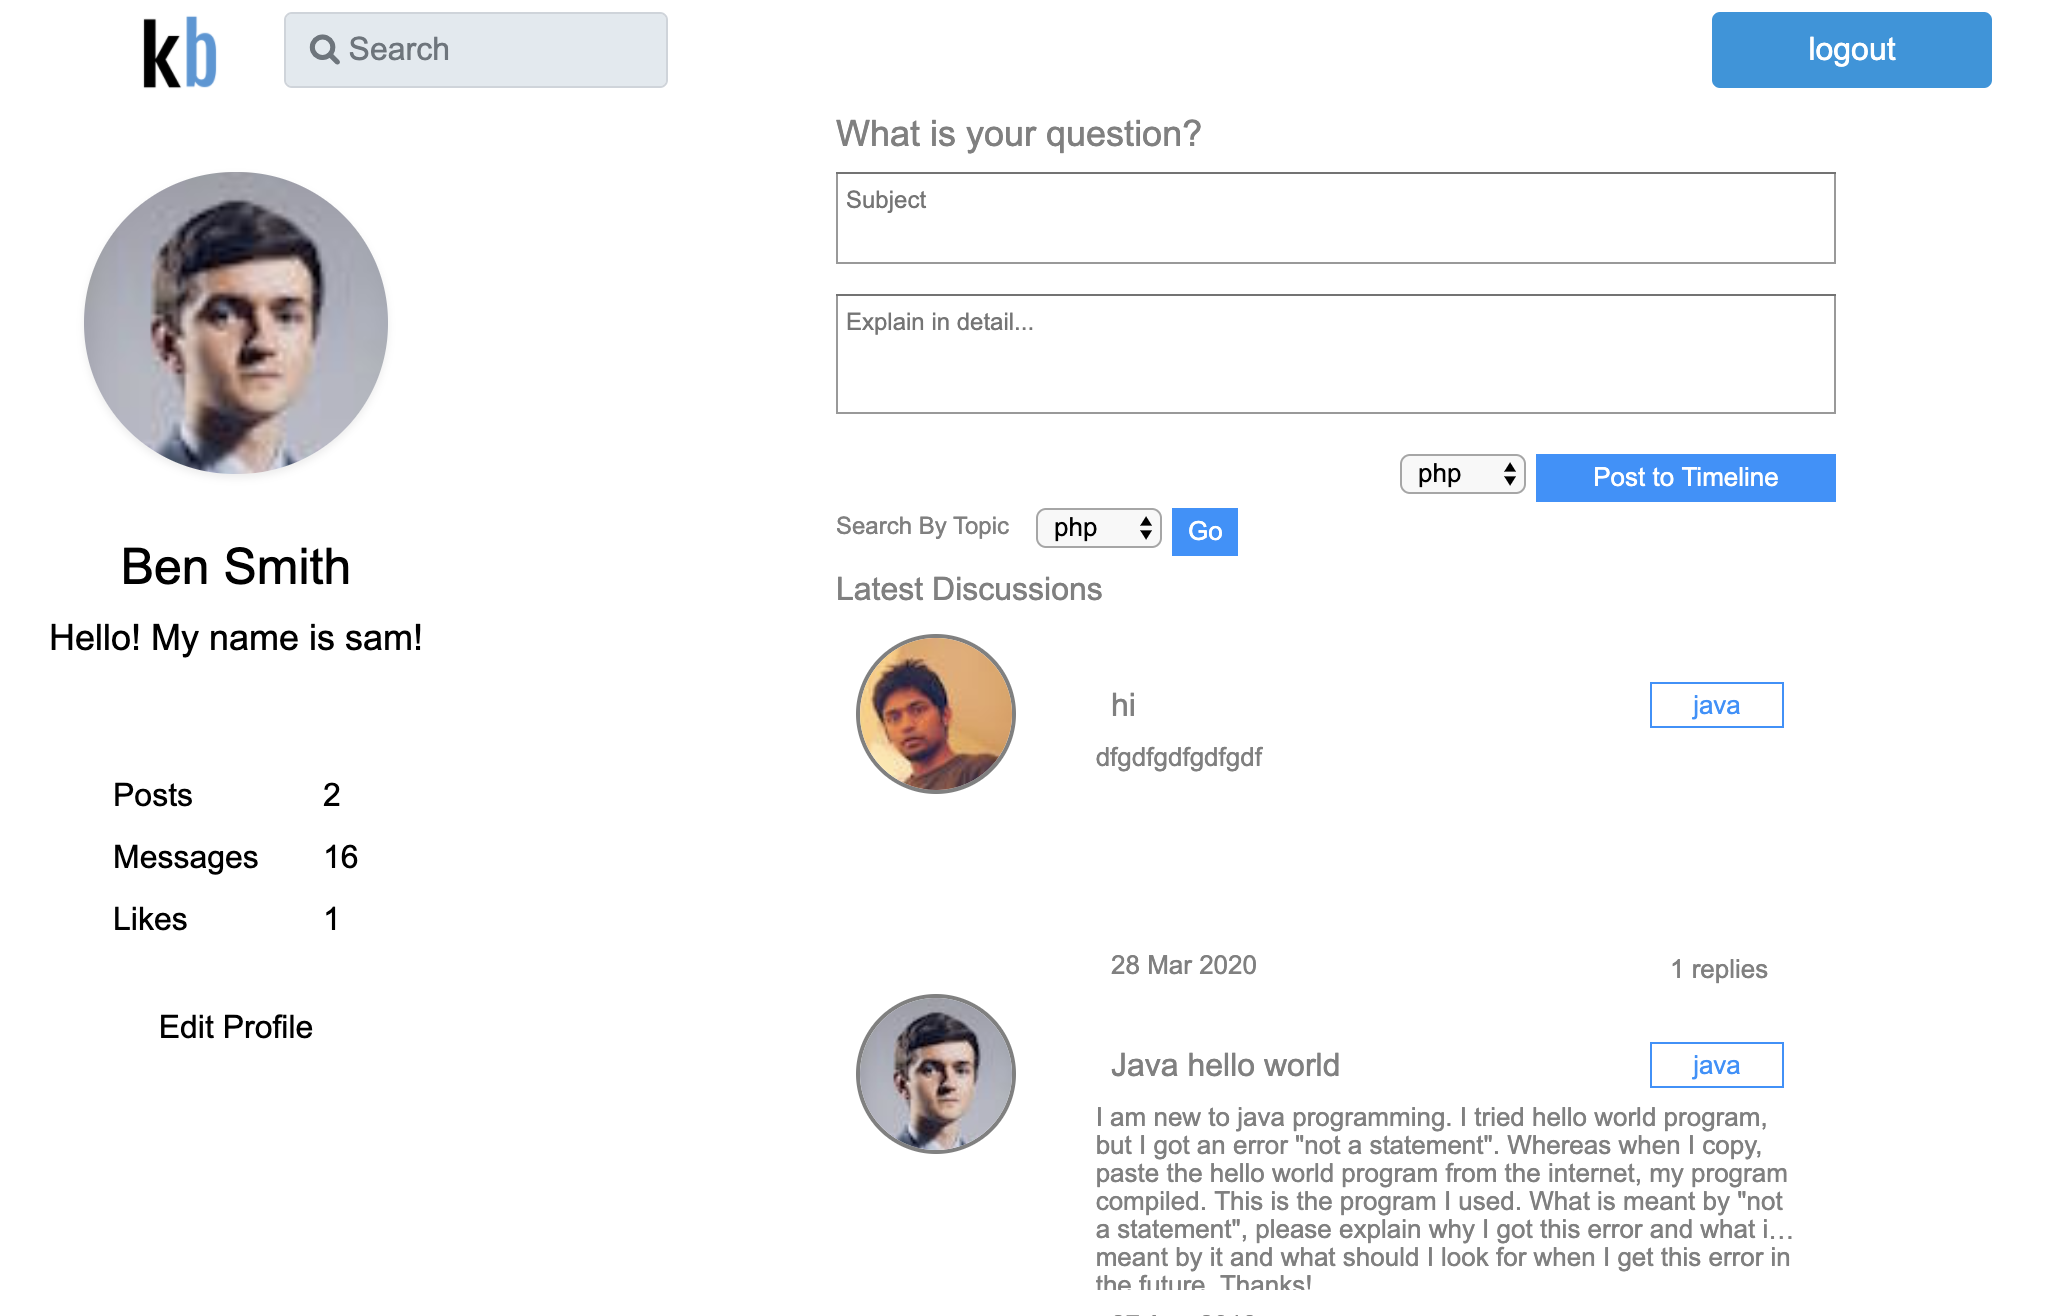 kb
Search
logout
What is your question?
Subject
Explain in detail...
php
Post to Timeline
Search By Topic
php
Go
Latest Discussions
Ben Smith
Hello! My name is sam!
Posts 2
Messages 16
Likes 1
Edit Profile
hi
java
dfgdfgdfgdfgdf
28 Mar 2020
1 replies
Java hello world
java
I am new to java programming. I tried hello world program,
but I got an error "not a statement". Whereas when I copy,
paste the hello world program from the internet, my program
compiled. This is the program I used. What is meant by "not
a statement", please explain why I got this error and what i…
meant by it and what should I look for when I get this error in
the future. Thanks!